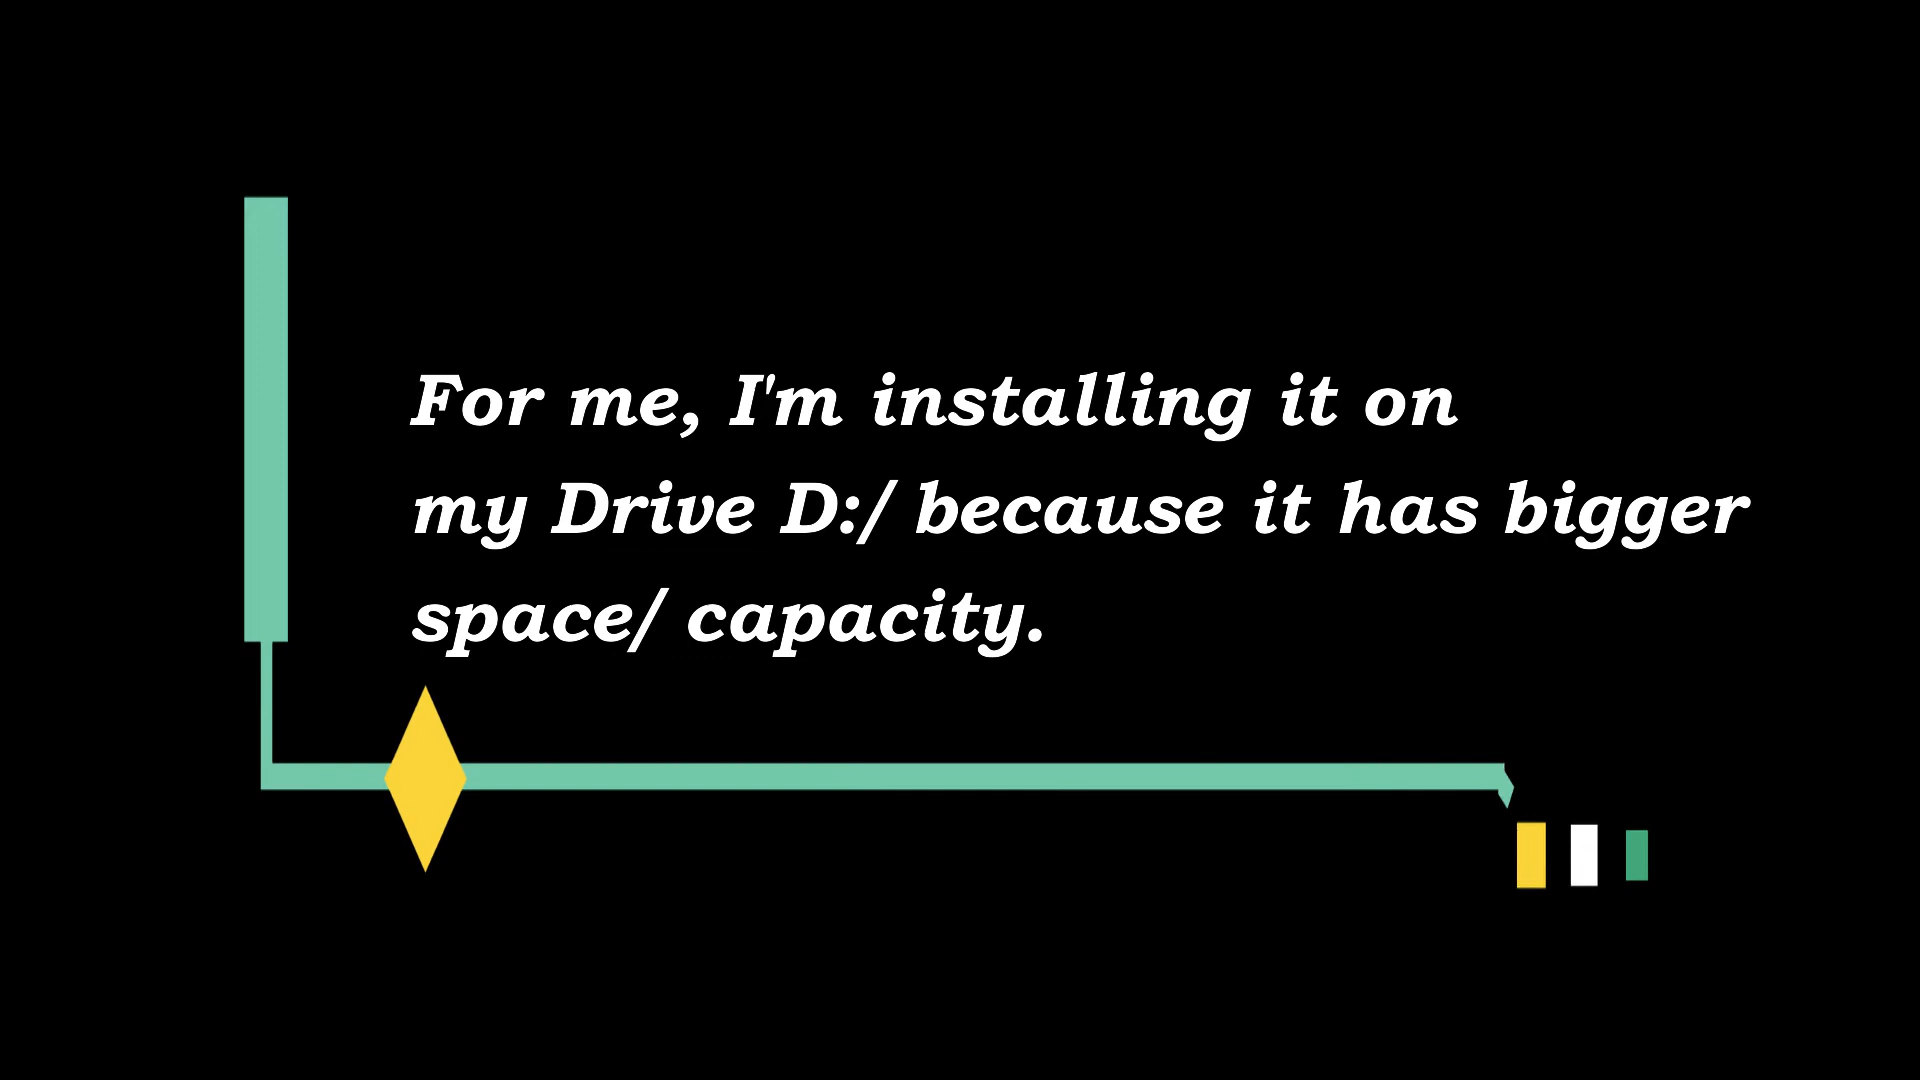 For me, I'm installing it on
my Drive D:/ because it has bigger
space/ capacity.